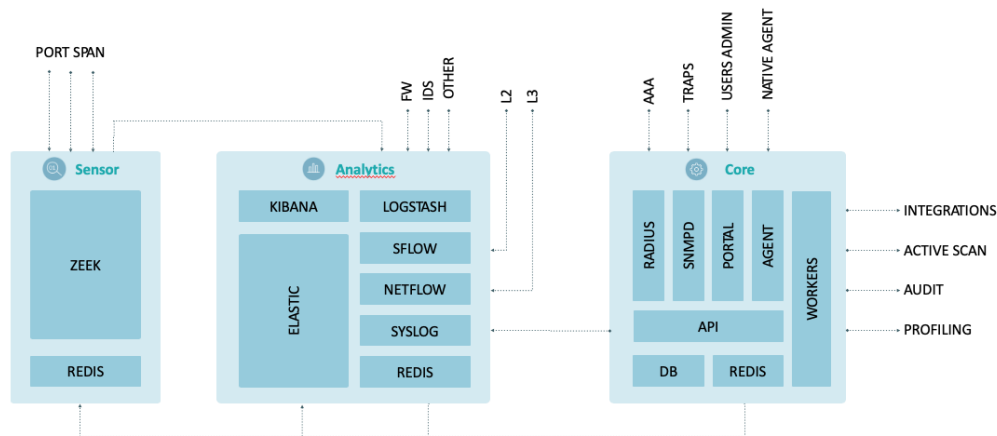 PORT SPAN
FW
IDS
OTHER
L2
L3
AAA
TRAPS
USERS ADMIN
NATIVE AGENT
Sensor
ZEEK
REDIS
Analytics
KIBANA
LOGSTASH
ELASTIC
SFLOW
NETFLOW
SYSLOG
REDIS
Core
RADIUS
SNMPD
PORTAL
AGENT
WORKERS
API
DB
REDIS
INTEGRATIONS
ACTIVE SCAN
AUDIT
PROFILING